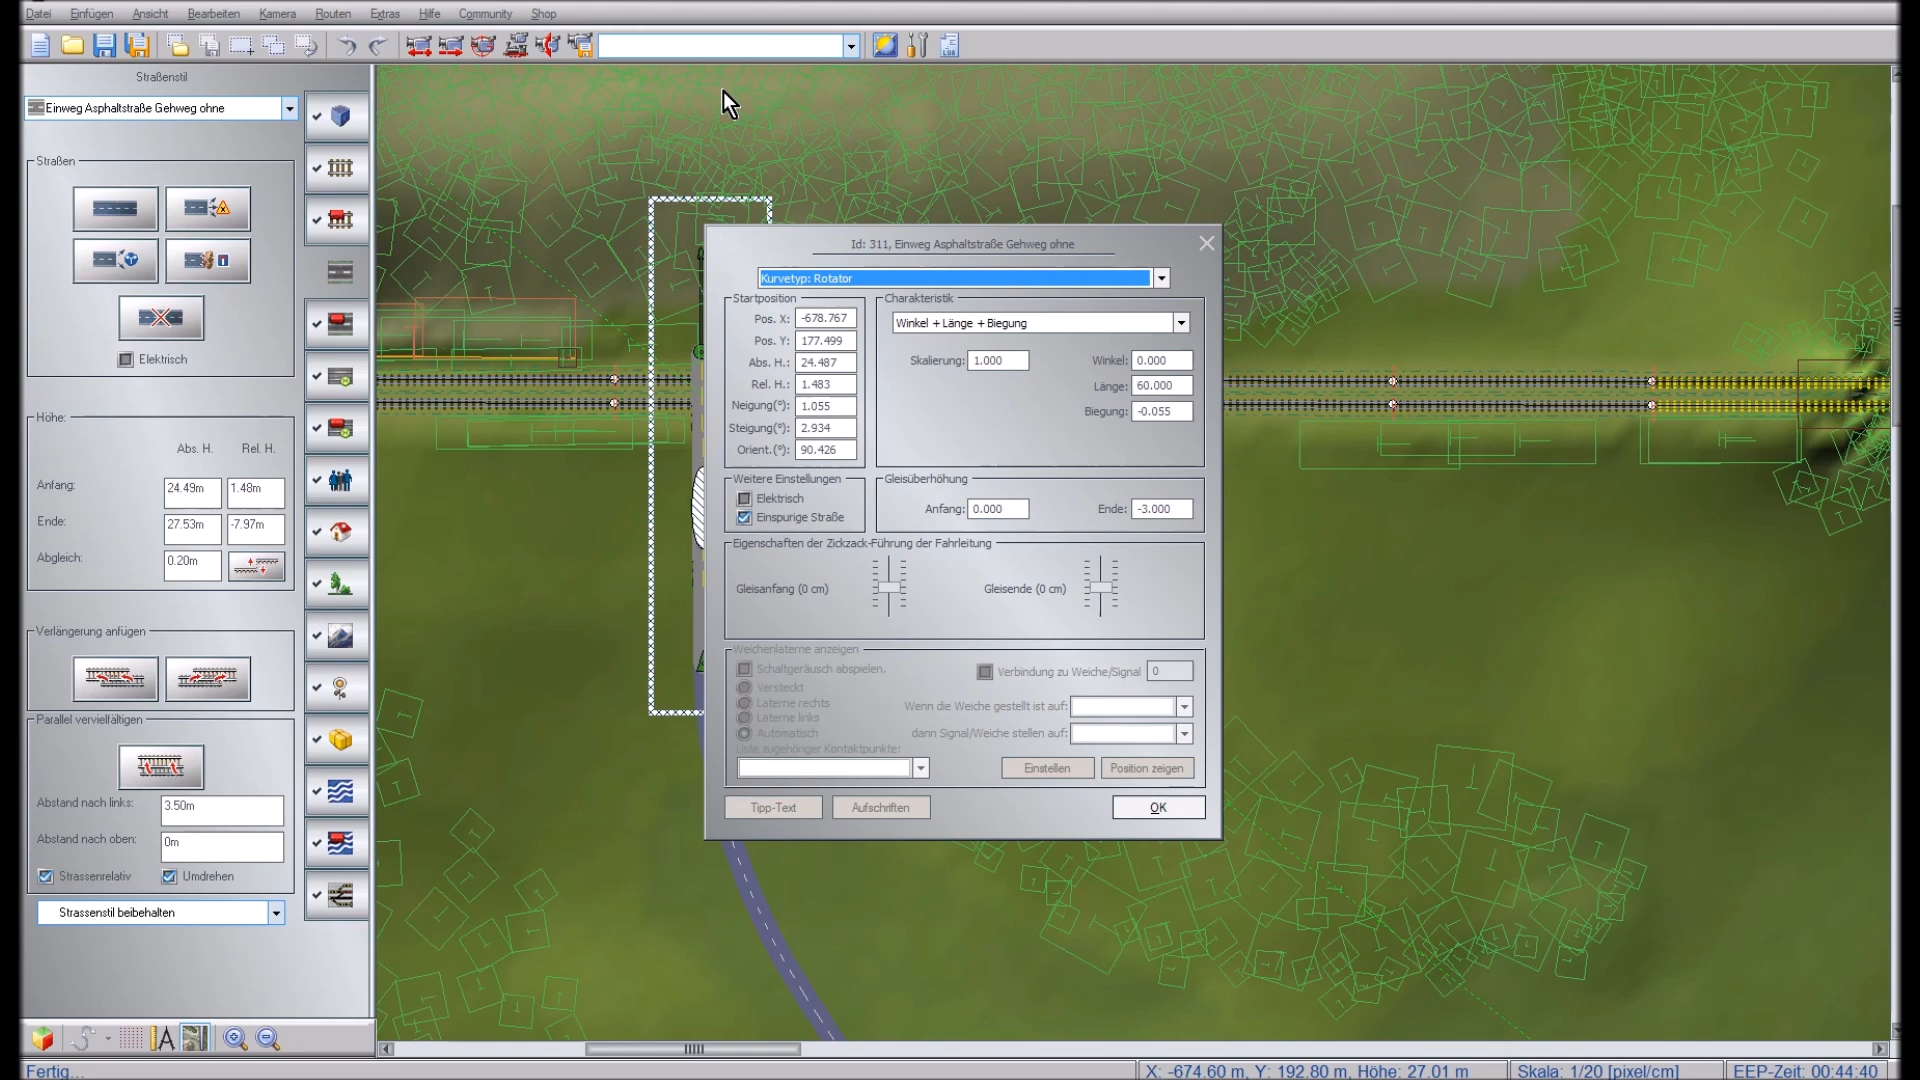 Datei Einfügen Ansicht Bearbeiten Kamera Routen Extras Hilfe Community Shop
Straßenstil
Einweg Asphaltstraße Gehweg ohne
Straßen
Elektrisch
Höhe:
Abs. H. Rel. H.
Anfang: 24.49m 1.48m
Ende: 27.53m -7.97m
Abgleich: 0.20m
Verlängerung anfügen
Parallel vervielfältigen
Abstand nach links: 3.50m
Abstand nach oben: 0m
Strassenrelativ Umdrehen
Strassenstil beibehalten
Id: 311, Einweg Asphaltstraße Gehweg ohne
Kurvetyp: Rotator
Startposition
Pos. X: -678.767
Pos. Y: 177.499
Abs. H.: 24.487
Rel. H.: 1.483
Neigung(°): 1.055
Steigung(°): 2.934
Orient.(°): 90.426
Charakteristik
Winkel + Länge + Biegung
Skalierung: 1.000 Winkel: 0.000
Länge: 60.000
Biegung: -0.055
Weitere Einstellungen
Elektrisch
Einspurige Straße
Gleisüberhöhung
Anfang: 0.000 Ende: -3.000
Eigenschaften der Zickzack-Führung der Fahrleitung
Gleisanfang (0 cm) Gleisende (0 cm)
Weichenlaterne anzeigen
Schaltgeräusch abspielen.
Versteckt
Laterne rechts
Laterne links
Automatisch
Verbindung zu Weiche/Signal 0
Wenn die Weiche gestellt ist auf:
dann Signal/Weiche stellen auf:
Liste zugehöriger Kontaktpunkte:
Einstellen Position zeigen
Tipp-Text Aufschriften OK
Fertig... X: -674.60 m, Y: 192.80 m, Höhe: 27.01 m Skala: 1/20 [pixel/cm] EEP-Zeit: 00:44:40